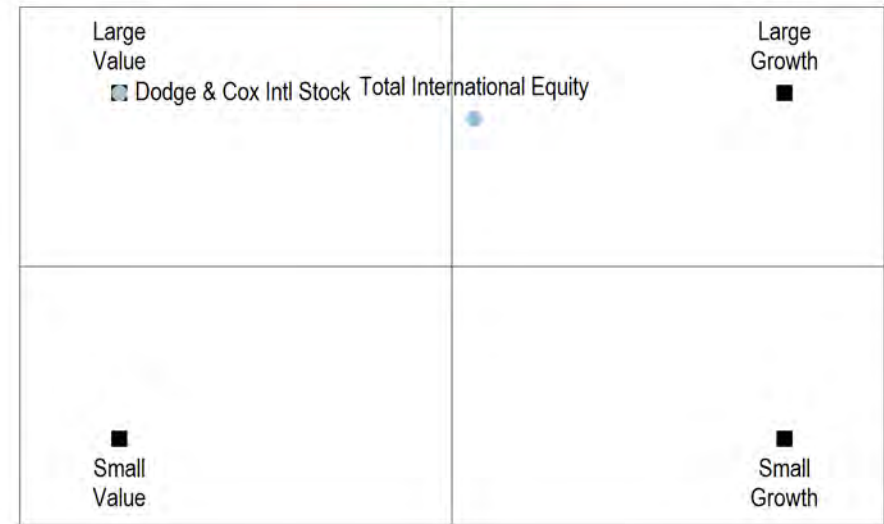 Large
Value
Large
Growth
Dodge & Cox Intl Stock
Total International Equity
Small
Value
Small
Growth